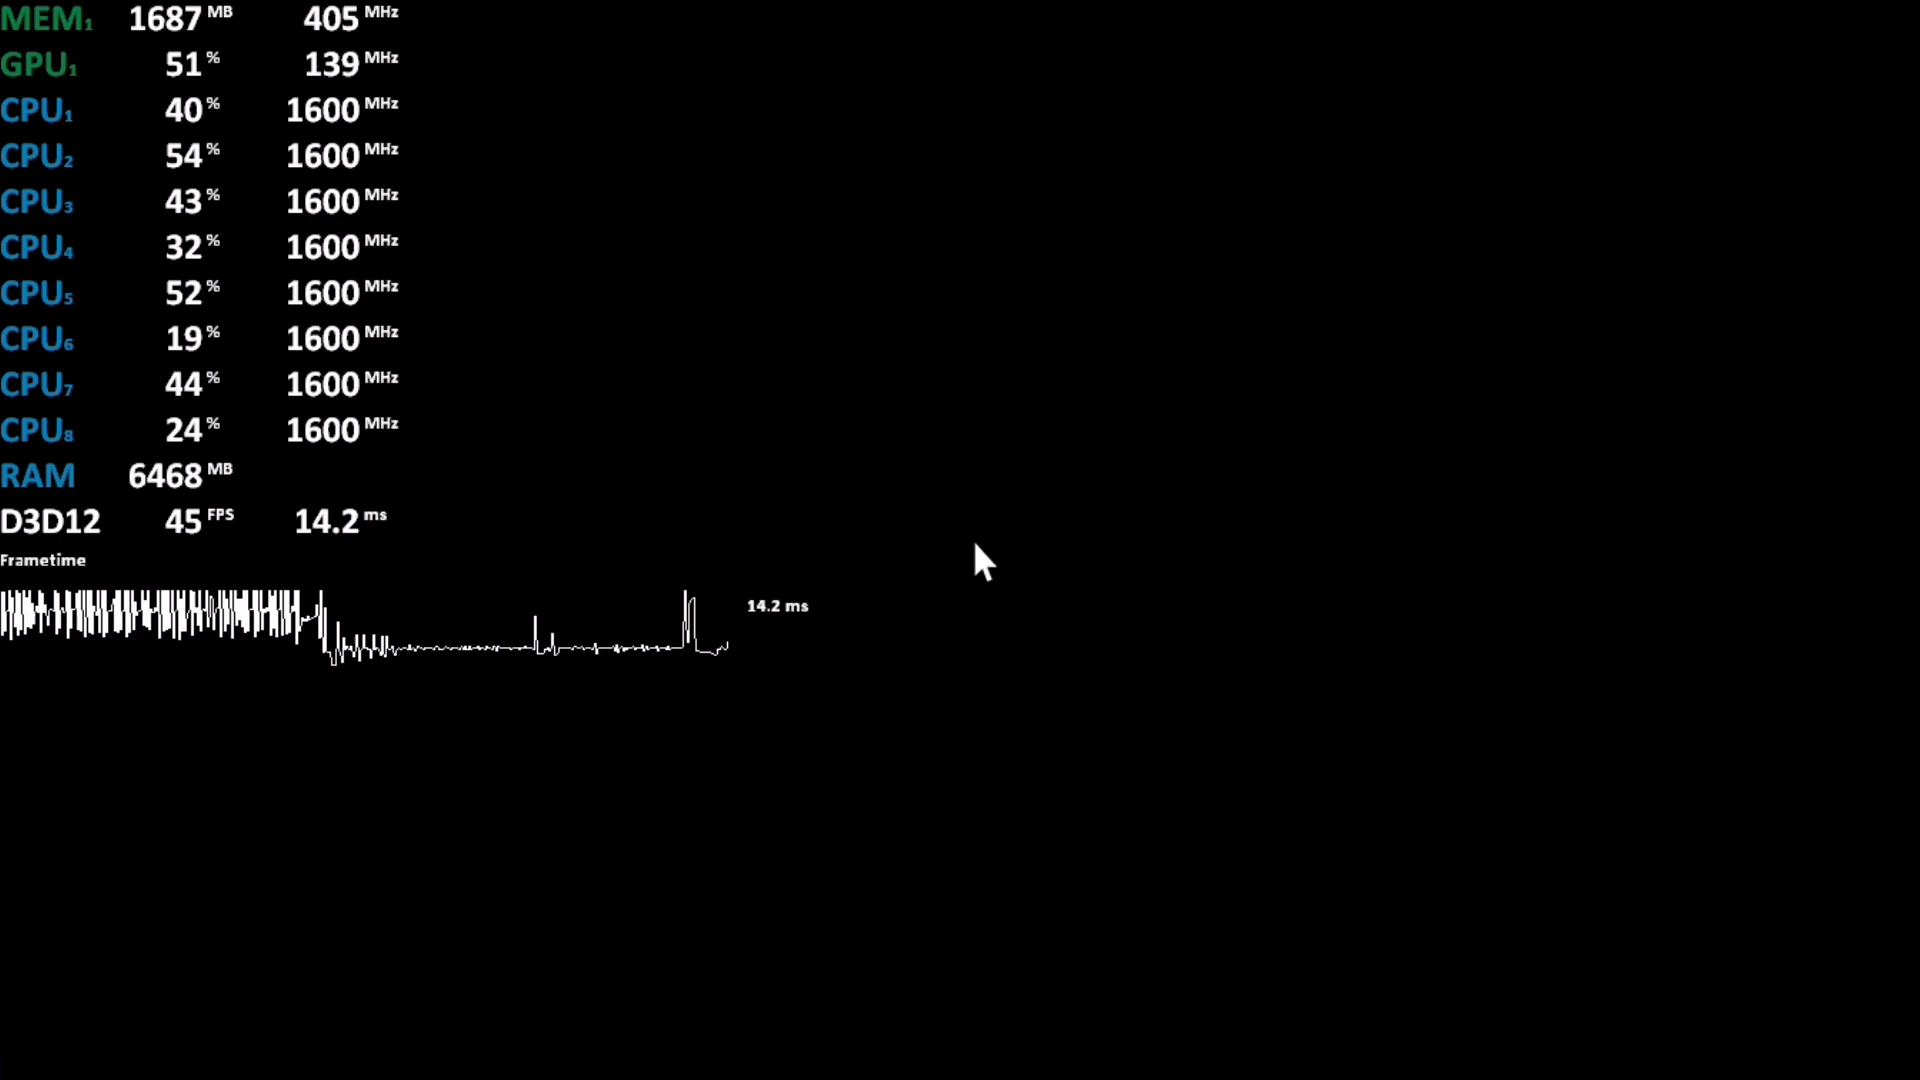 MEM1 1687 MB 405 MHz
GPU1 51 % 139 MHz
CPU1 40 % 1600 MHz
CPU2 54 % 1600 MHz
CPU3 43 % 1600 MHz
CPU4 32 % 1600 MHz
CPU5 52 % 1600 MHz
CPU6 19 % 1600 MHz
CPU7 44 % 1600 MHz
CPU8 24 % 1600 MHz
RAM 6468 MB
D3D12 45 FPS 14.2 ms
Frametime
14.2 ms